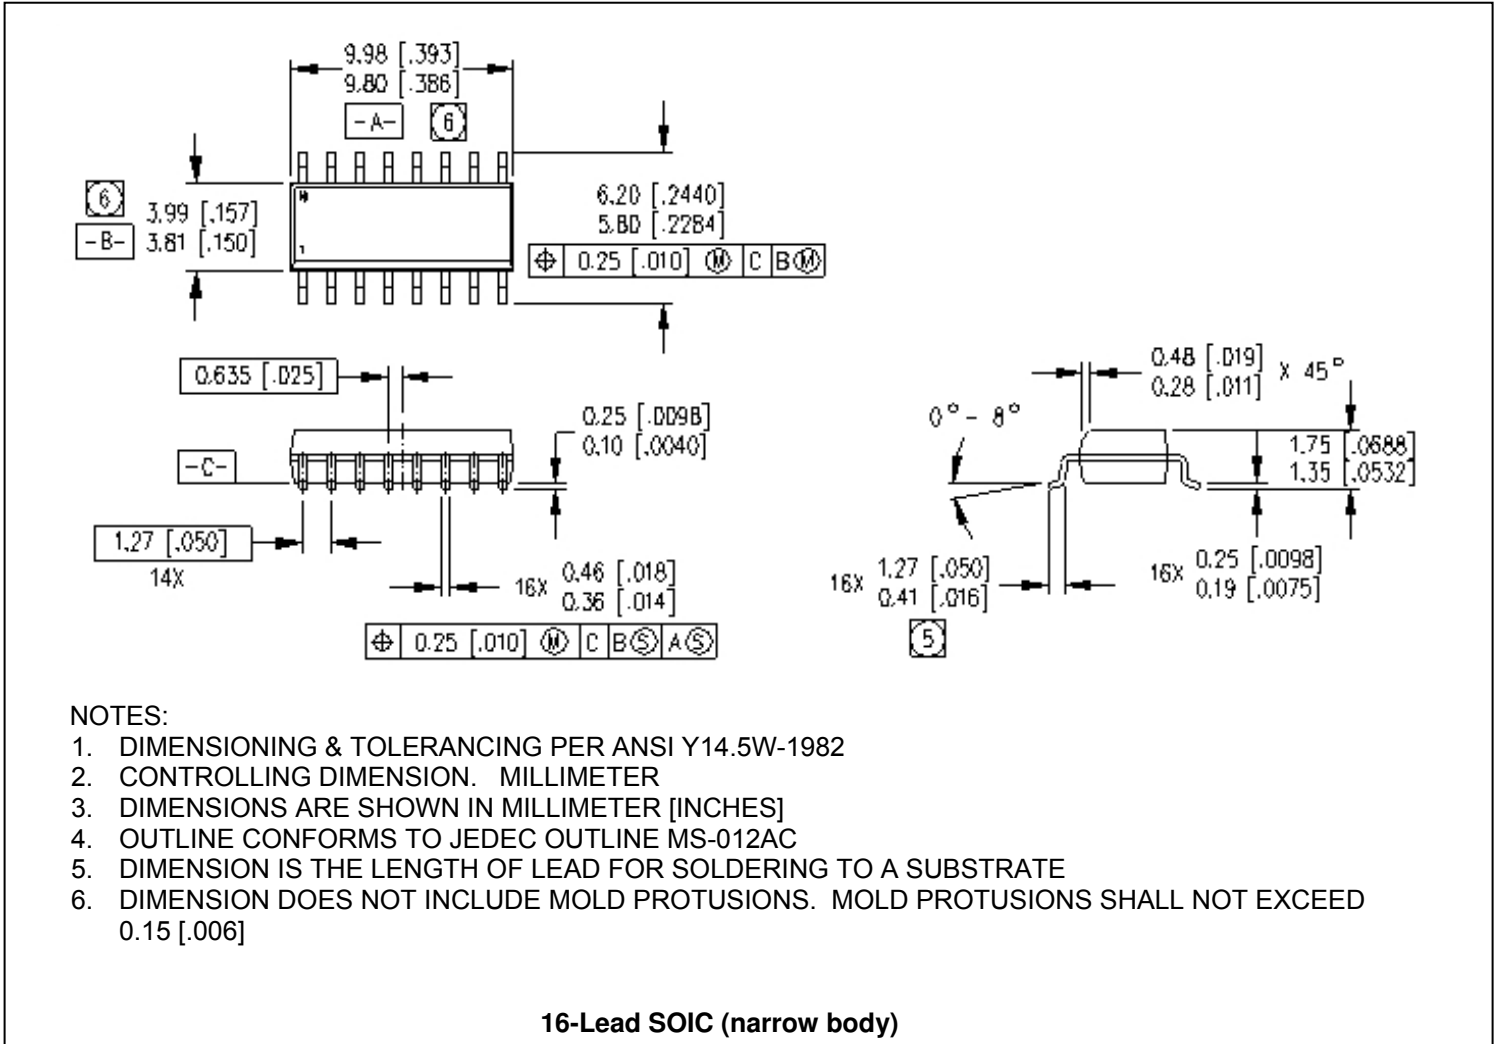 9.98 [.393]
9.80 [.386]
-A- 6
6
3.99 [.157]
-B- 3.81 [.150]
N
1
6.20 [.2440]
5.80 [.2284]
⌖ 0.25 [.010] Ⓜ C B Ⓜ
0.635 [.025]
0.25 [.0098]
0.10 [.0040]
-C-
1.27 [.050]
14X
16X 0.46 [.018]
0.36 [.014]
⌖ 0.25 [.010] Ⓜ C B Ⓢ A Ⓢ
0.48 [.019]
0.28 [.011] X 45°
0° - 8°
1.75 [.0688]
1.35 [.0532]
16X 1.27 [.050]
0.41 [.016]
5
16X 0.25 [.0098]
0.19 [.0075]
NOTES:
1. DIMENSIONING & TOLERANCING PER ANSI Y14.5W-1982
2. CONTROLLING DIMENSION. MILLIMETER
3. DIMENSIONS ARE SHOWN IN MILLIMETER [INCHES]
4. OUTLINE CONFORMS TO JEDEC OUTLINE MS-012AC
5. DIMENSION IS THE LENGTH OF LEAD FOR SOLDERING TO A SUBSTRATE
6. DIMENSION DOES NOT INCLUDE MOLD PROTUSIONS. MOLD PROTUSIONS SHALL NOT EXCEED
0.15 [.006]
16-Lead SOIC (narrow body)